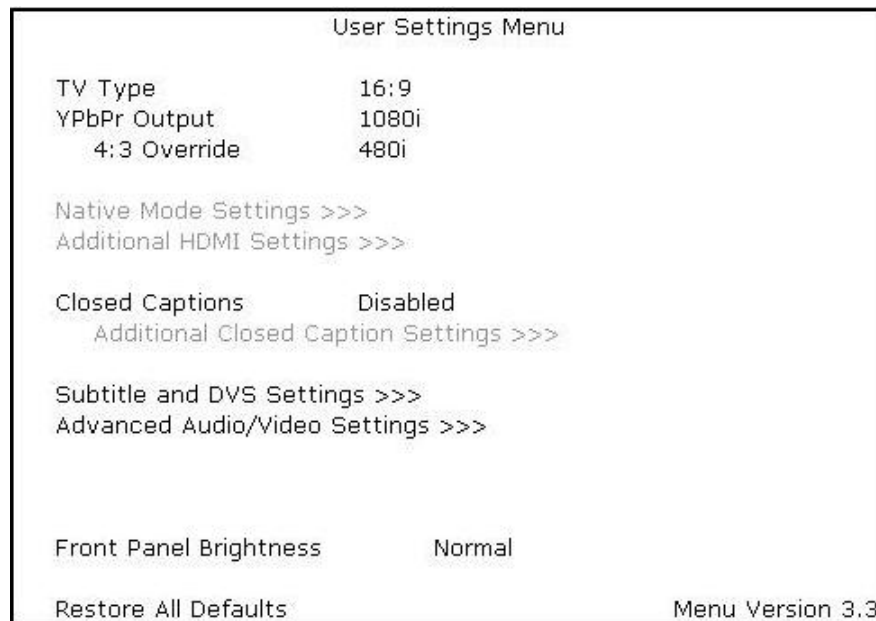 User Settings Menu
TV Type 16:9
YPbPr Output 1080i
4:3 Override 480i
Native Mode Settings >>>
Additional HDMI Settings >>>
Closed Captions Disabled
Additional Closed Caption Settings >>>
Subtitle and DVS Settings >>>
Advanced Audio/Video Settings >>>
Front Panel Brightness Normal
Restore All Defaults Menu Version 3.3